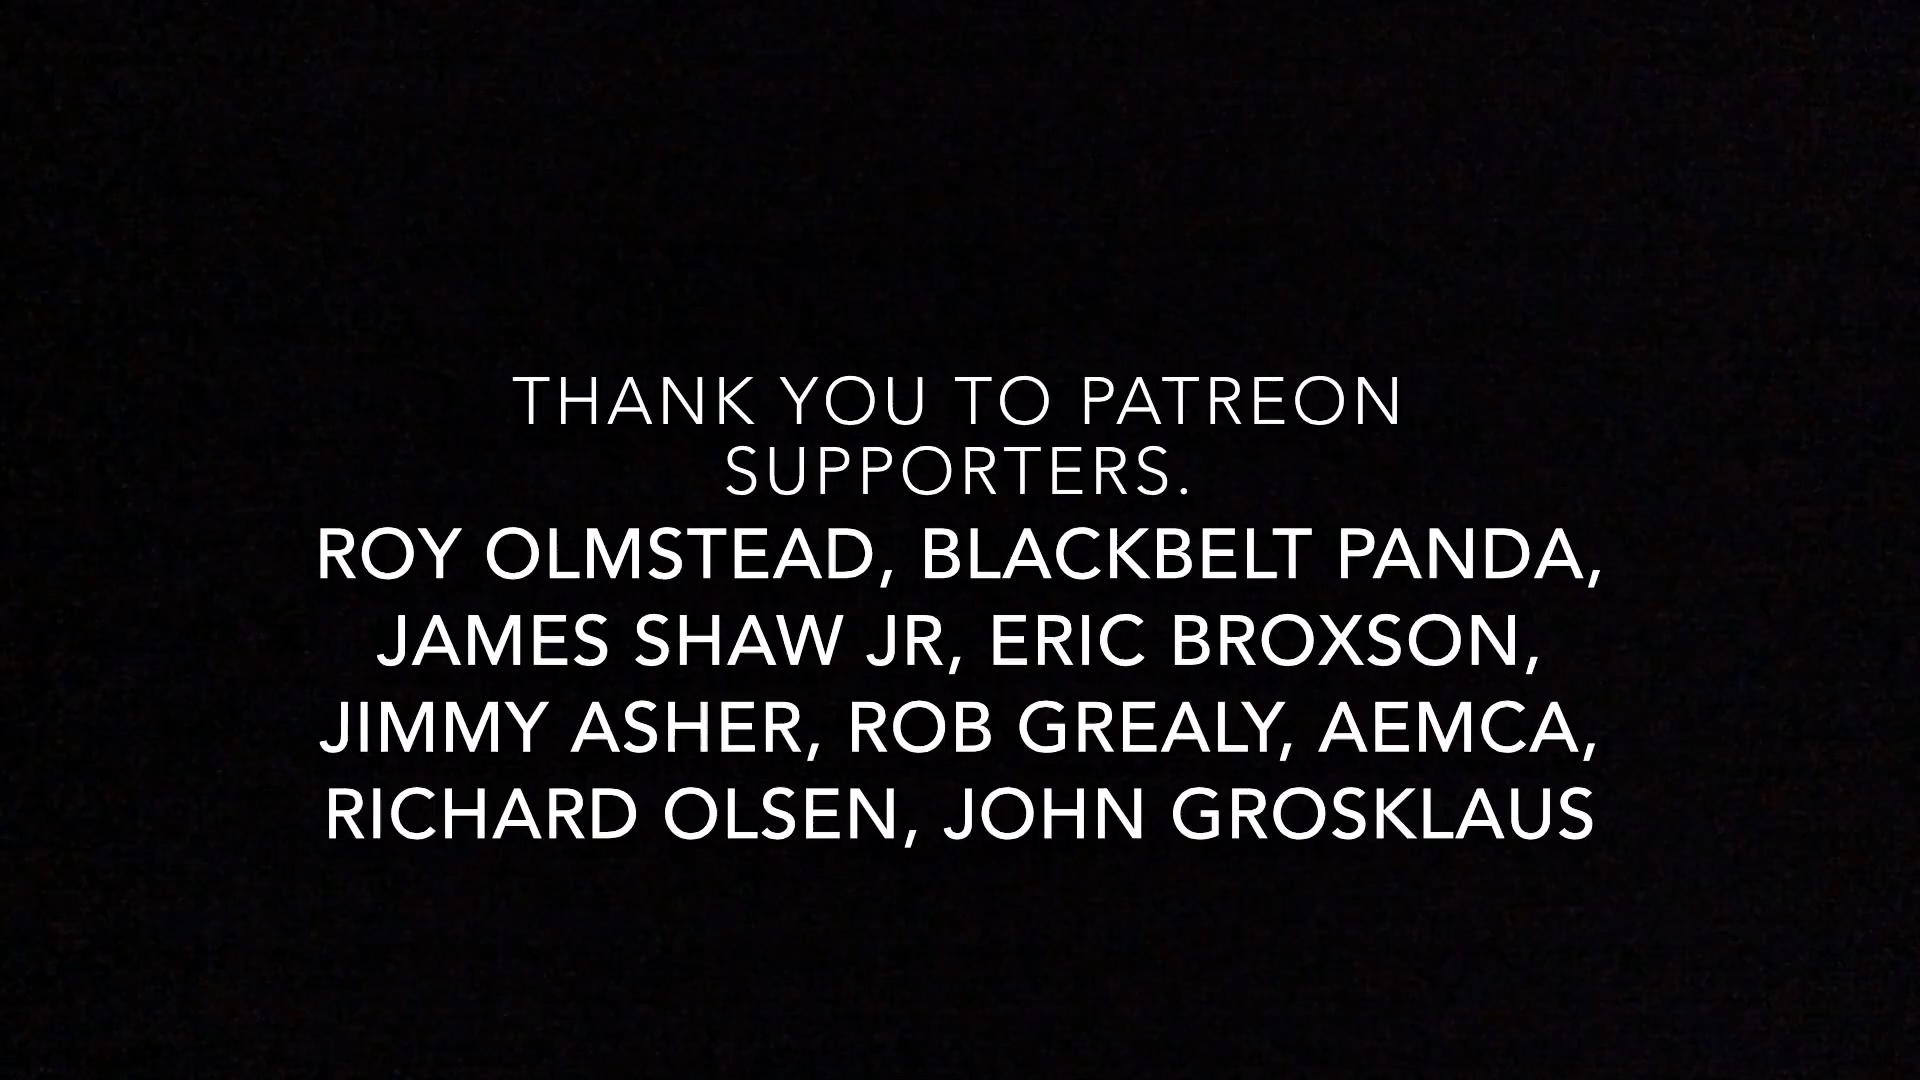 THANK YOU TO PATREON
SUPPORTERS.
ROY OLMSTEAD, BLACKBELT PANDA,
JAMES SHAW JR, ERIC BROXSON,
JIMMY ASHER, ROB GREALY, AEMCA,
RICHARD OLSEN, JOHN GROSKLAUS